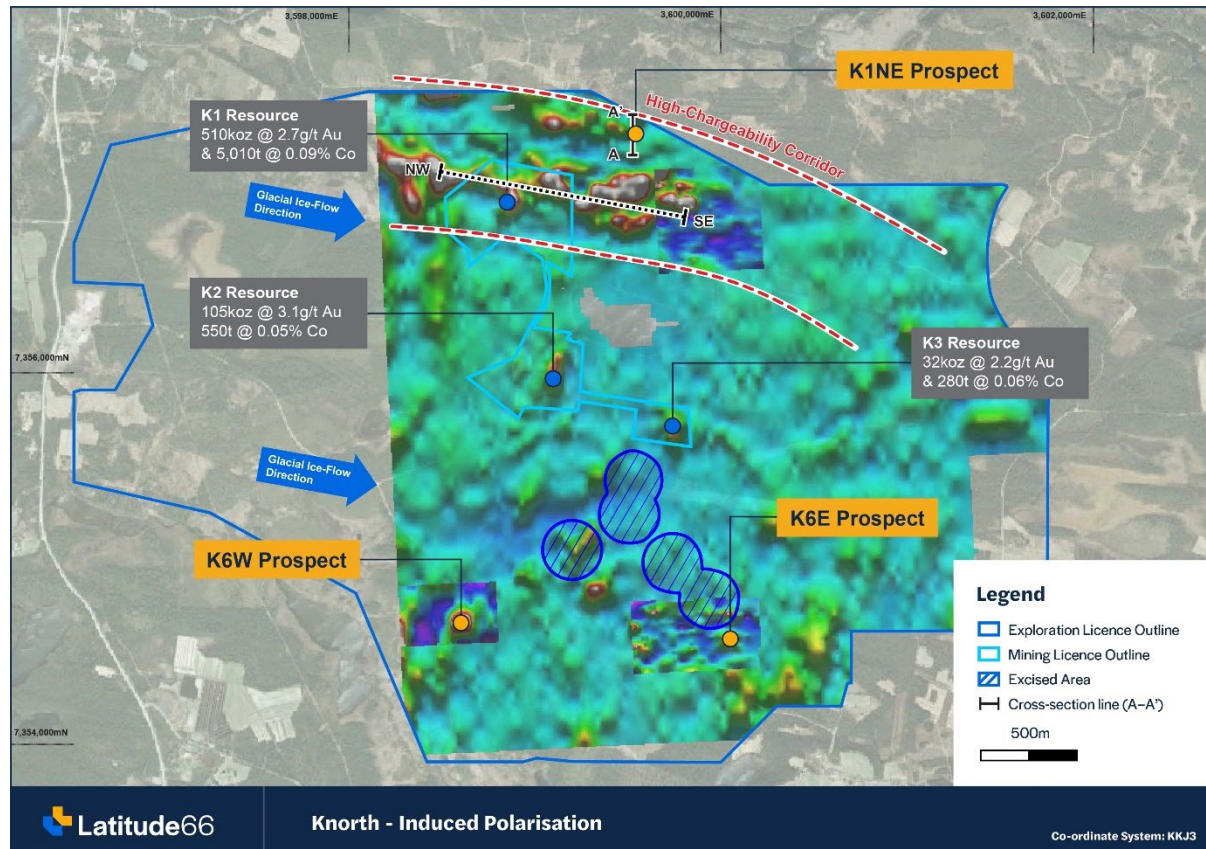 3,598,000mE
3,600,000mE
3,602,000mE
K1NE Prospect
K1 Resource
510koz @ 2.7g/t Au
& 5,010t @ 0.09% Co
A'
A
High-Chargeability Corridor
NW
SE
Glacial Ice-Flow
Direction
K2 Resource
105koz @ 3.1g/t Au
550t @ 0.05% Co
K3 Resource
32koz @ 2.2g/t Au
& 280t @ 0.06% Co
7,356,000mN
Glacial Ice-Flow
Direction
K6E Prospect
K6W Prospect
Legend
Exploration Licence Outline
Mining Licence Outline
Excised Area
Cross-section line (A–A')
500m
7,354,000mN
Latitude66
Knorth - Induced Polarisation
Co-ordinate System: KKJ3